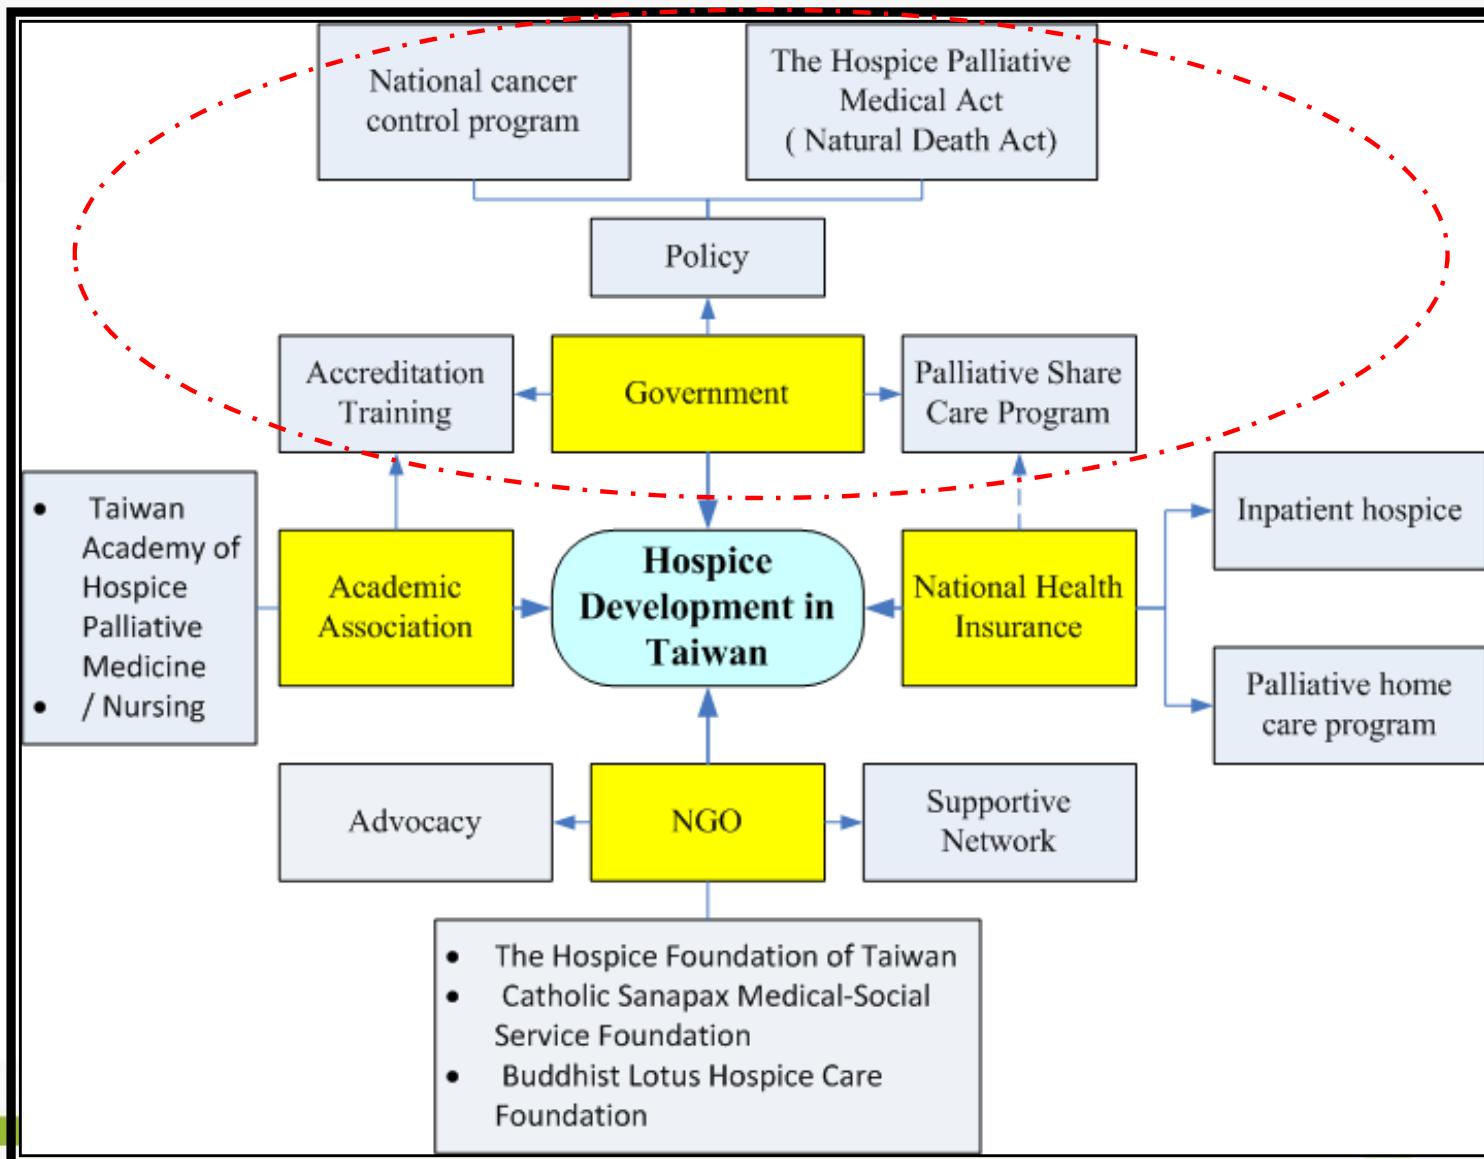 National cancer
control program
The Hospice Palliative
Medical Act
( Natural Death Act)
Policy
Accreditation
Training
Government
Palliative Share
Care Program
• Taiwan
Academy of
Hospice
Palliative
Medicine
• / Nursing
Academic
Association
Hospice
Development in
Taiwan
National Health
Insurance
Inpatient hospice
Palliative home
care program
Advocacy
NGO
Supportive
Network
• The Hospice Foundation of Taiwan
• Catholic Sanapax Medical-Social
Service Foundation
• Buddhist Lotus Hospice Care
Foundation